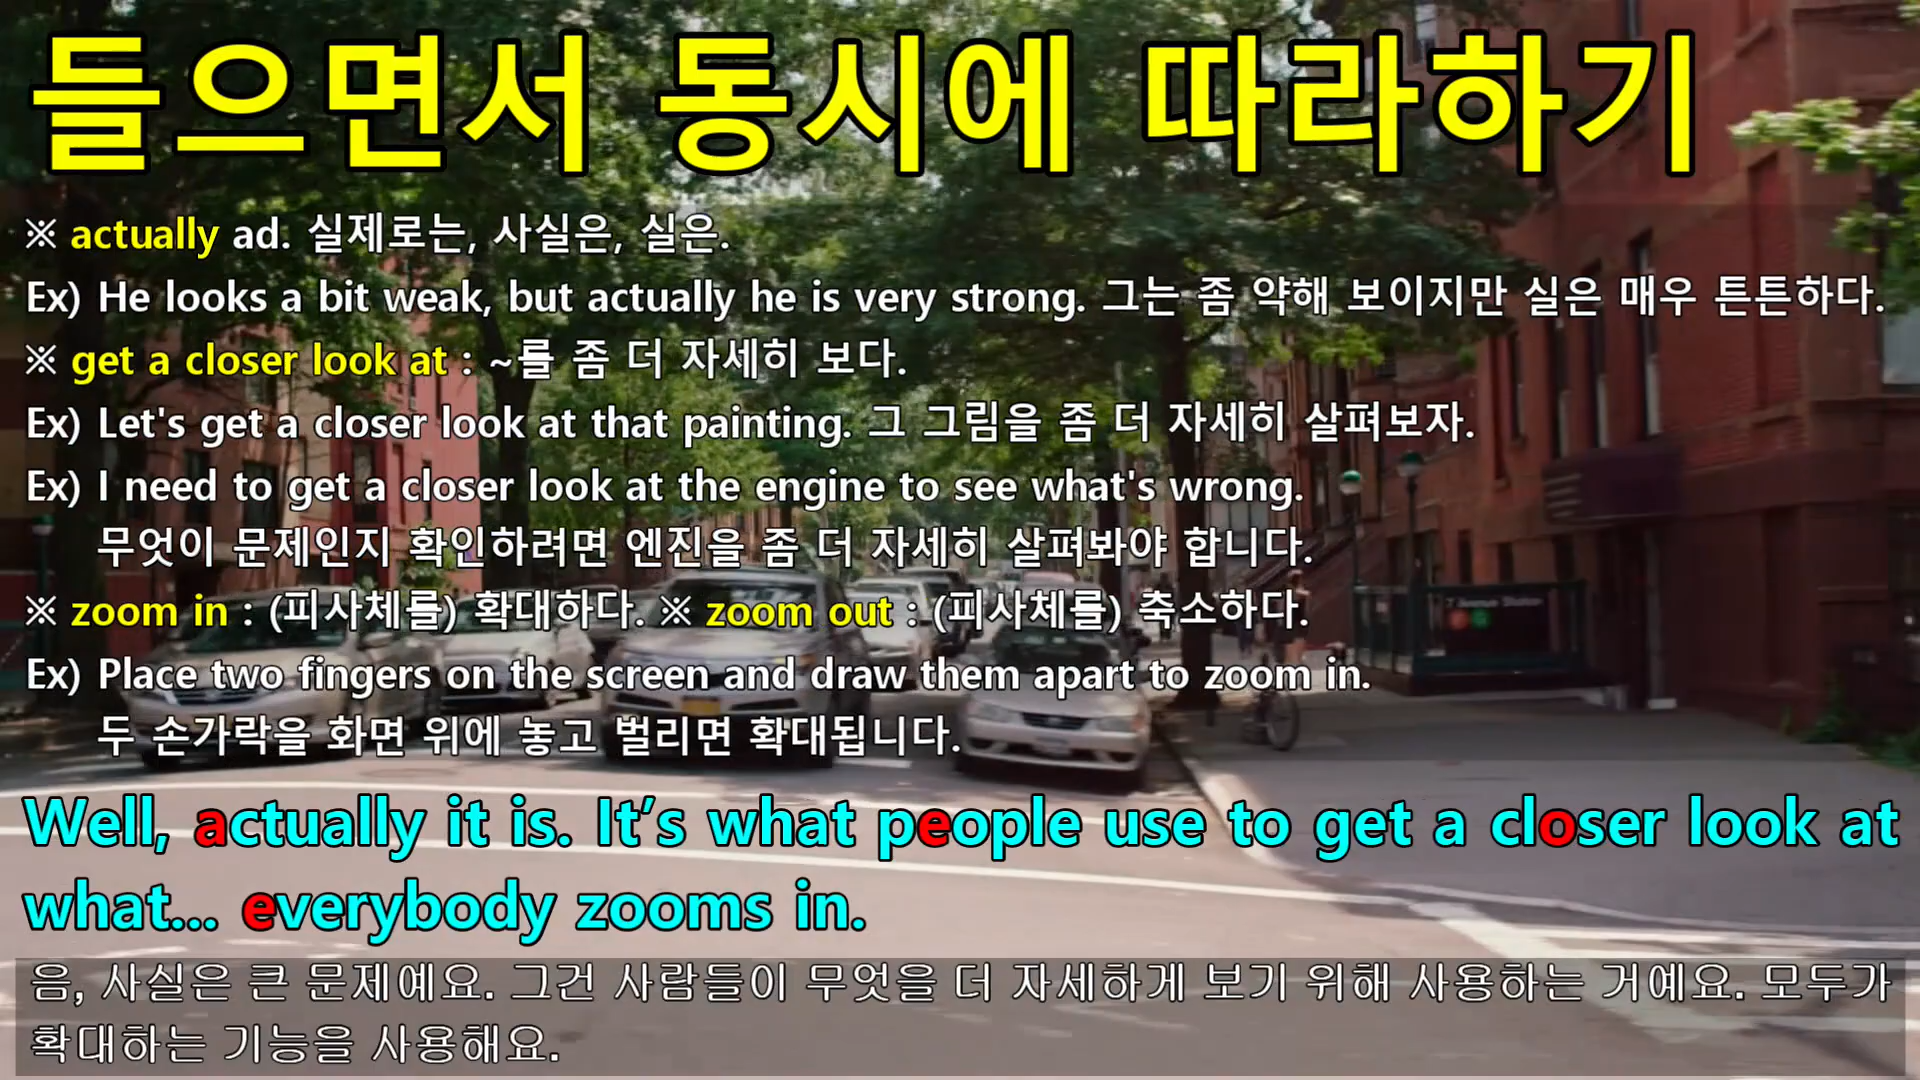 들으면서 동시에 따라하기
※ actually ad. 실제로는, 사실은, 실은.
Ex) He looks a bit weak, but actually he is very strong. 그는 좀 약해 보이지만 실은 매우 튼튼하다.
※ get a closer look at : ~를 좀 더 자세히 보다.
Ex) Let's get a closer look at that painting. 그 그림을 좀 더 자세히 살펴보자.
Ex) I need to get a closer look at the engine to see what's wrong.
무엇이 문제인지 확인하려면 엔진을 좀 더 자세히 살펴봐야 합니다.
※ zoom in : (피사체를) 확대하다. ※ zoom out : (피사체를) 축소하다.
Ex) Place two fingers on the screen and draw them apart to zoom in.
두 손가락을 화면 위에 놓고 벌리면 확대됩니다.
Well, actually it is. It’s what people use to get a closer look at
what... everybody zooms in.
음, 사실은 큰 문제예요. 그건 사람들이 무엇을 더 자세하게 보기 위해 사용하는 거예요. 모두가
확대하는 기능을 사용해요.